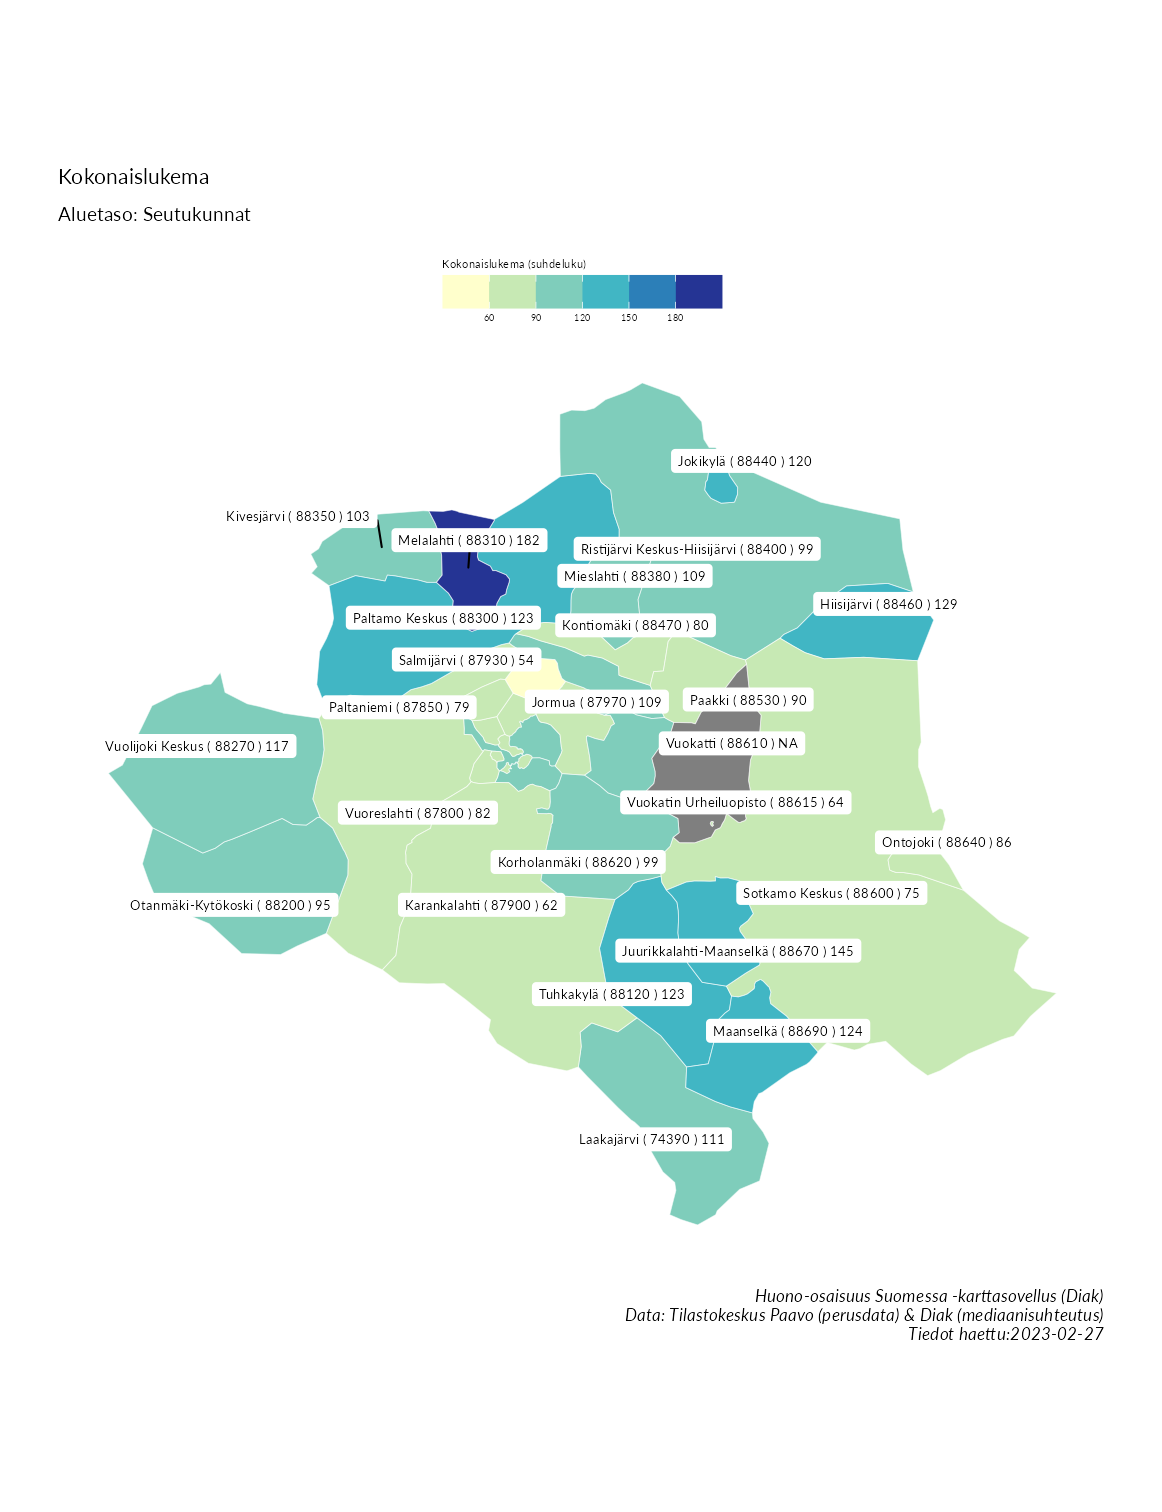 Kokonaislukema
Aluetaso: Seutukunnat
Kokonaislukema (suhdeluku)
60 90 120 150 180
Jokikylä ( 88440 ) 120
Kivesjärvi ( 88350 ) 103
Melalahti ( 88310 ) 182
Ristijärvi Keskus-Hiisijärvi ( 88400 ) 99
Mieslahti ( 88380 ) 109
Hiisijärvi ( 88460 ) 129
Paltamo Keskus ( 88300 ) 123
Kontiomäki ( 88470 ) 80
Salmijärvi ( 87930 ) 54
Paltaniemi ( 87850 ) 79
Jormua ( 87970 ) 109
Paakki ( 88530 ) 90
Vuolijoki Keskus ( 88270 ) 117
Vuokatti ( 88610 ) NA
Vuokatin Urheiluopisto ( 88615 ) 64
Vuoreslahti ( 87800 ) 82
Ontojoki ( 88640 ) 86
Korholanmäki ( 88620 ) 99
Sotkamo Keskus ( 88600 ) 75
Otanmäki-Kytökoski ( 88200 ) 95
Karankalahti ( 87900 ) 62
Juurikkalahti-Maanselkä ( 88670 ) 145
Tuhkakylä ( 88120 ) 123
Maanselkä ( 88690 ) 124
Laakajärvi ( 74390 ) 111
Huono-osaisuus Suomessa -karttasovellus (Diak)
Data: Tilastokeskus Paavo (perusdata) & Diak (mediaanisuhteutus)
Tiedot haettu:2023-02-27